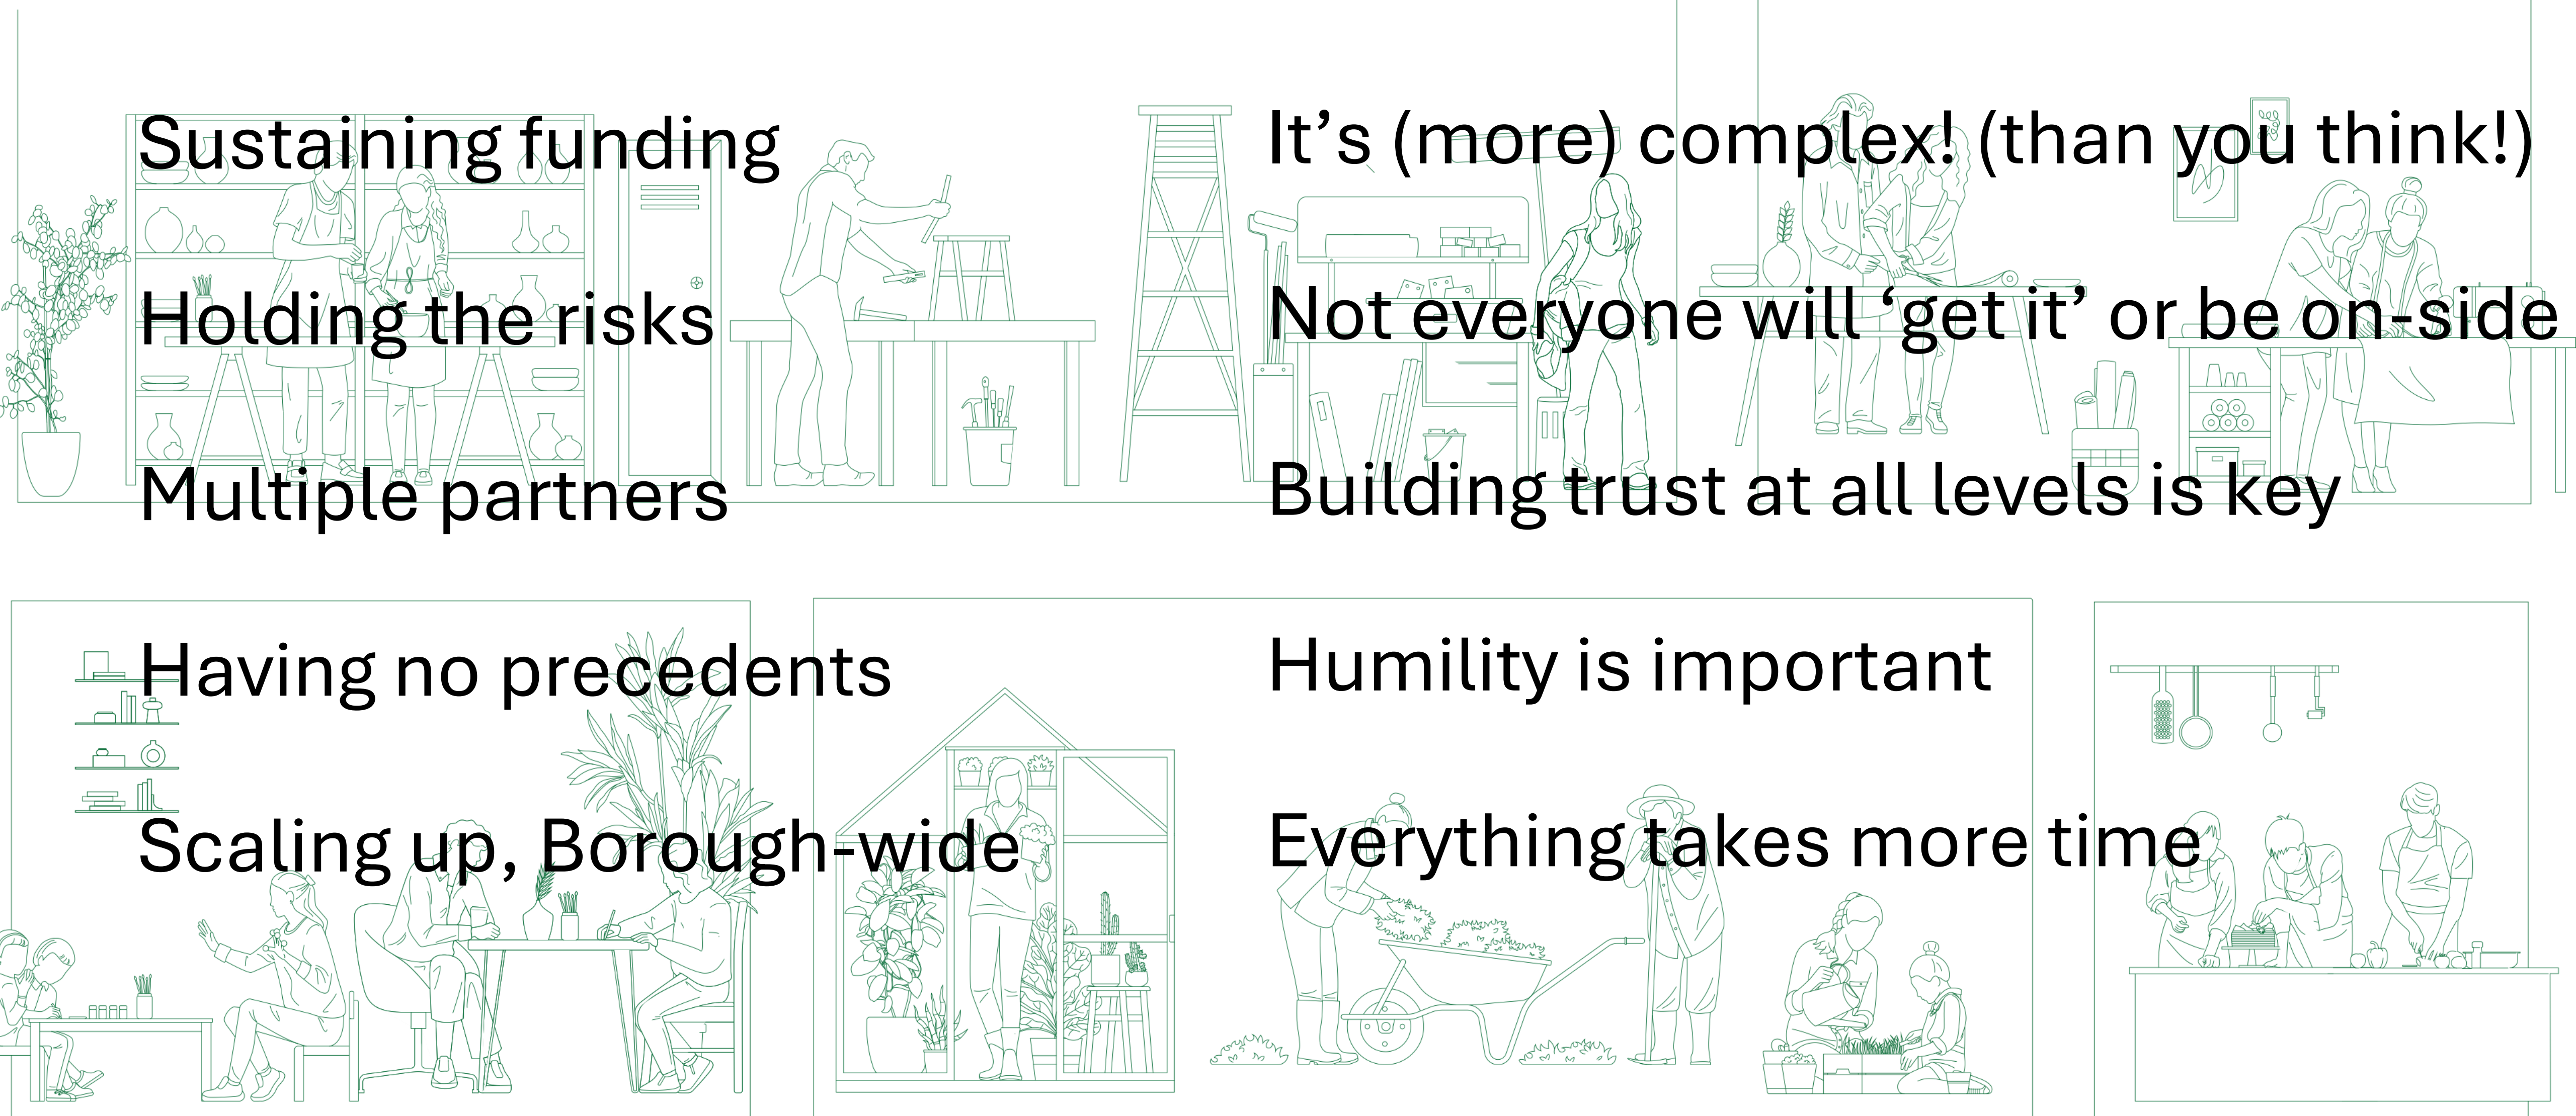 Sustaining funding
Holding the risks
Multiple partners
Having no precedents
Scaling up, Borough-wide
It’s (more) complex! (than you think!)
Not everyone will ‘get it’ or be on-side
Building trust at all levels is key
Humility is important
Everything takes more time